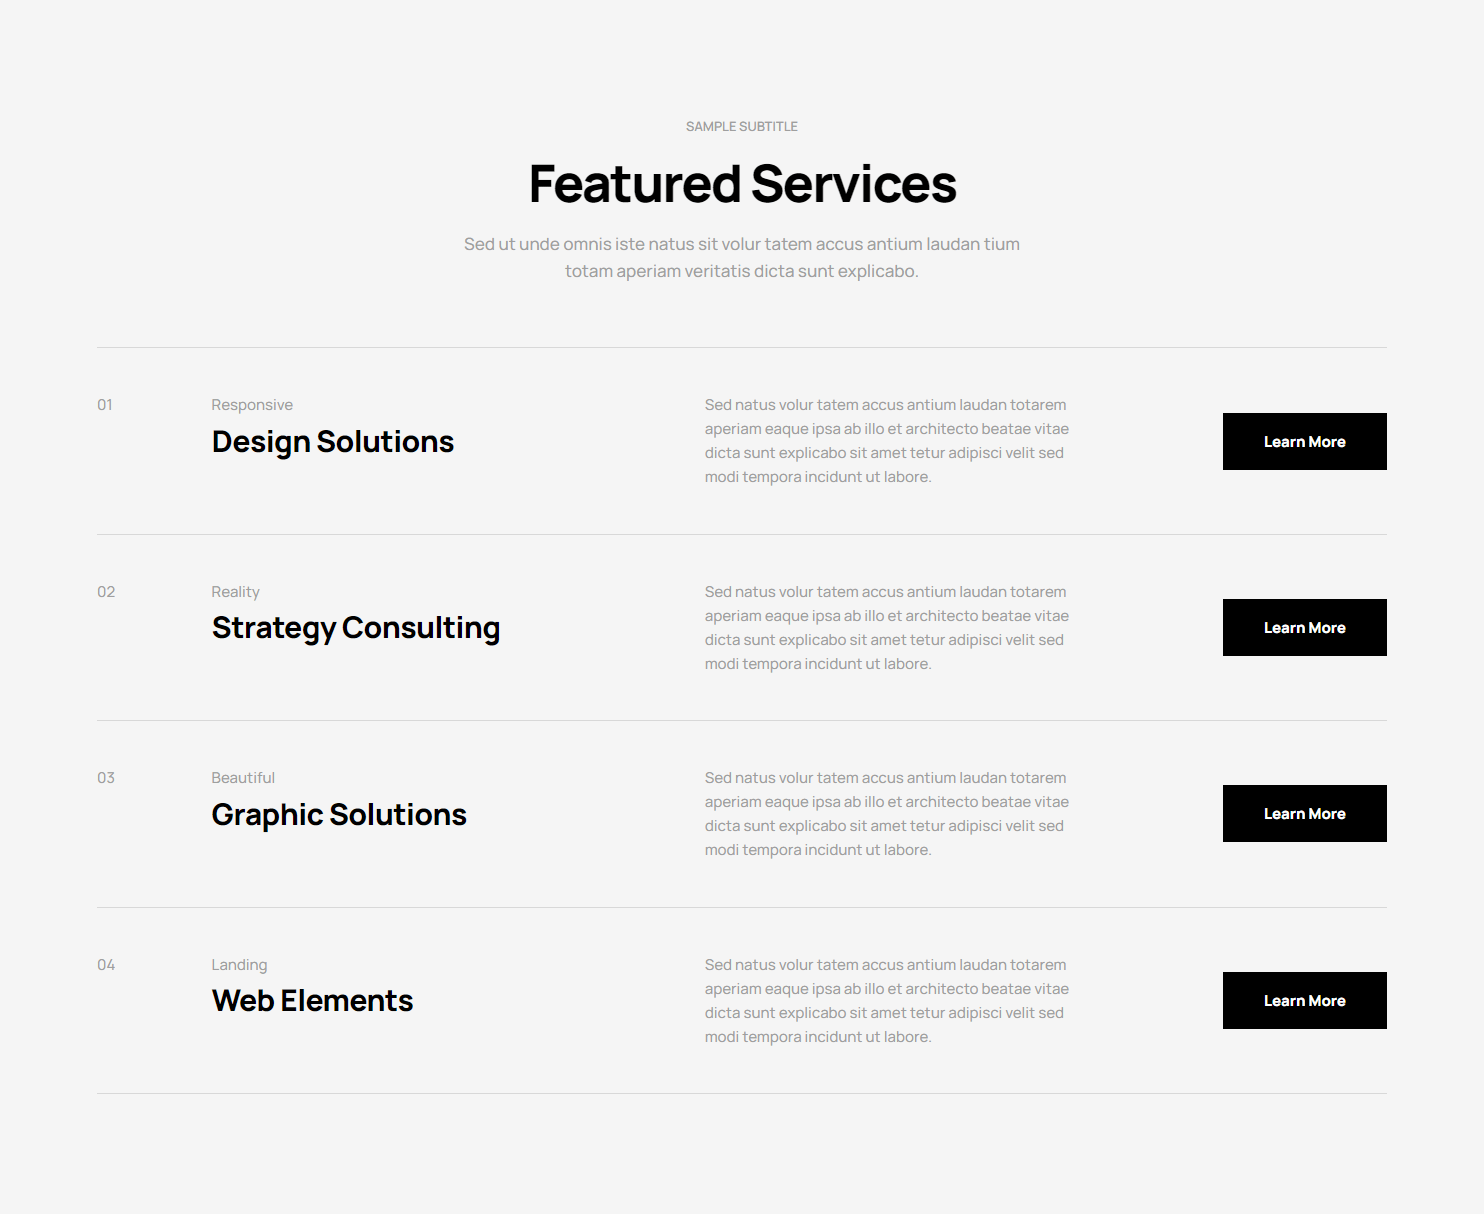 SAMPLE SUBTITLE
Featured Services
Sed ut unde omnis iste natus sit volur tatem accus antium laudan tium
totam aperiam veritatis dicta sunt explicabo.
01
Responsive
Design Solutions
Sed natus volur tatem accus antium laudan totarem
aperiam eaque ipsa ab illo et architecto beatae vitae
dicta sunt explicabo sit amet tetur adipisci velit sed
modi tempora incidunt ut labore.
Learn More
02
Reality
Strategy Consulting
Sed natus volur tatem accus antium laudan totarem
aperiam eaque ipsa ab illo et architecto beatae vitae
dicta sunt explicabo sit amet tetur adipisci velit sed
modi tempora incidunt ut labore.
Learn More
03
Beautiful
Graphic Solutions
Sed natus volur tatem accus antium laudan totarem
aperiam eaque ipsa ab illo et architecto beatae vitae
dicta sunt explicabo sit amet tetur adipisci velit sed
modi tempora incidunt ut labore.
Learn More
04
Landing
Web Elements
Sed natus volur tatem accus antium laudan totarem
aperiam eaque ipsa ab illo et architecto beatae vitae
dicta sunt explicabo sit amet tetur adipisci velit sed
modi tempora incidunt ut labore.
Learn More